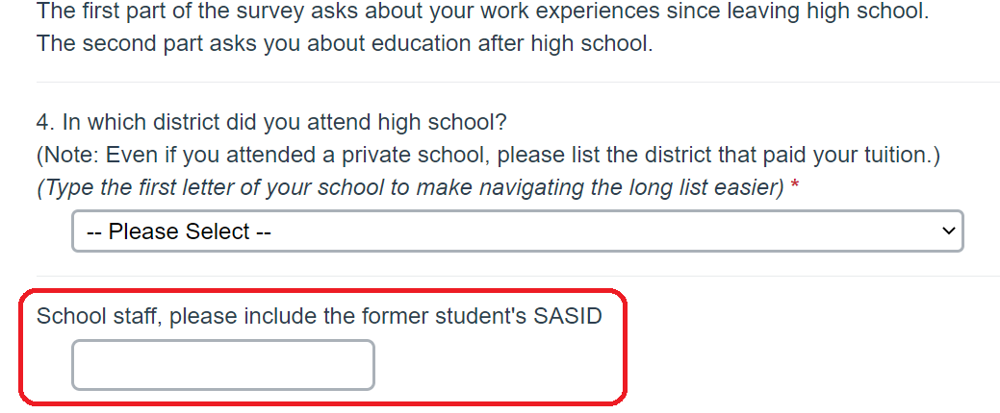 The first part of the survey asks about your work experiences since leaving high school.
The second part asks you about education after high school.
4. In which district did you attend high school?
(Note: Even if you attended a private school, please list the district that paid your tuition.)
(Type the first letter of your school to make navigating the long list easier) *
-- Please Select --
School staff, please include the former student's SASID